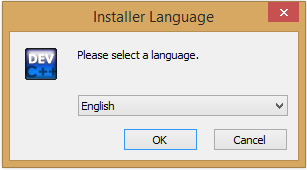 Installer Language
DEV
C++
Please select a language.
English
OK
Cancel